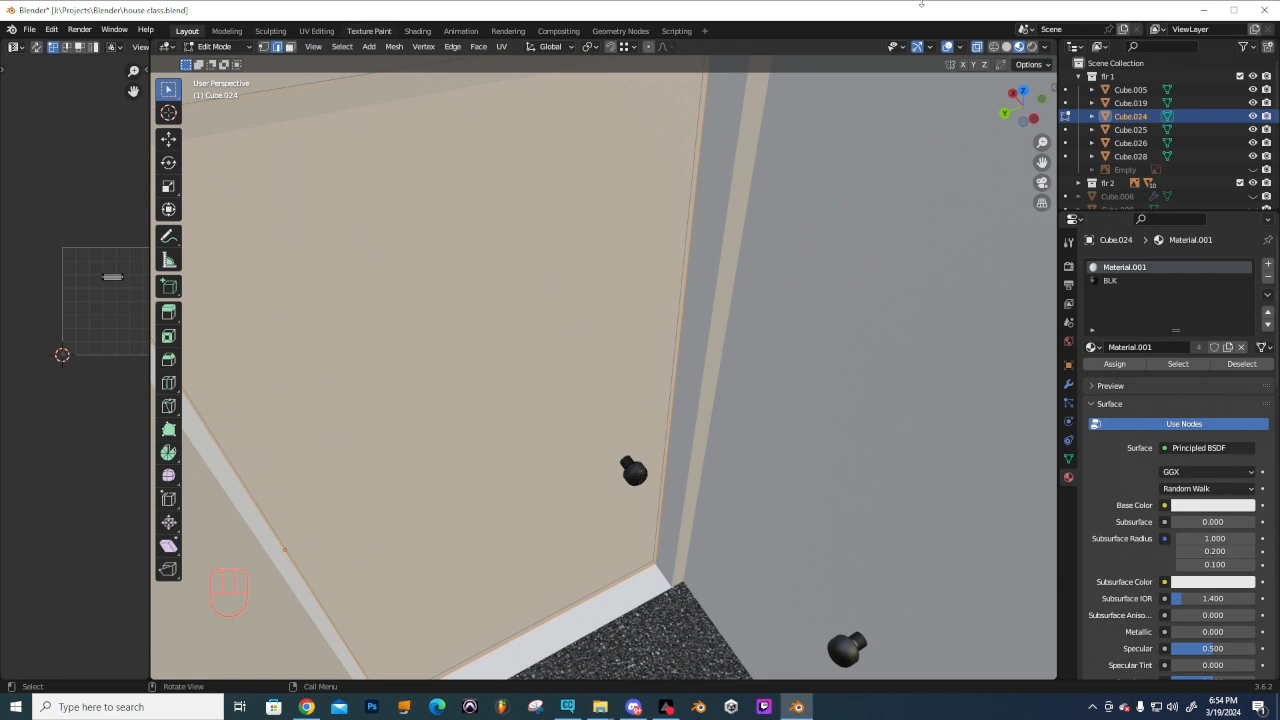 Blender* [J:\Projects\Blender\house class.blend]
File Edit Render Window Help Layout Modeling Sculpting UV Editing Texture Paint Shading Animation Rendering Compositing Geometry Nodes Scripting Scene ViewLayer
View Edit Mode View Select Add Mesh Vertex Edge Face UV Global
X Y Z Options
User Perspective
(1) Cube.024
Scene Collection
flr 1
Cube.005
Cube.019
Cube.024
Cube.025
Cube.026
Cube.028
Empty
flr 2 10
Cube.006
X Z Y
Cube.024 Material.001
Material.001
BLK
Material.001 4
Assign Select Deselect
Preview
Surface
Use Nodes
Surface Principled BSDF
GGX
Random Walk
Base Color
Subsurface 0.000
Subsurface Radius 1.000
0.200
0.100
Subsurface Color
Subsurface IOR 1.400
Subsurface Aniso... 0.000
Metallic 0.000
Specular 0.500
Specular Tint 0.000
Select Rotate View Call Menu 3.6.2
Type here to search
6:54 PM
3/19/2024